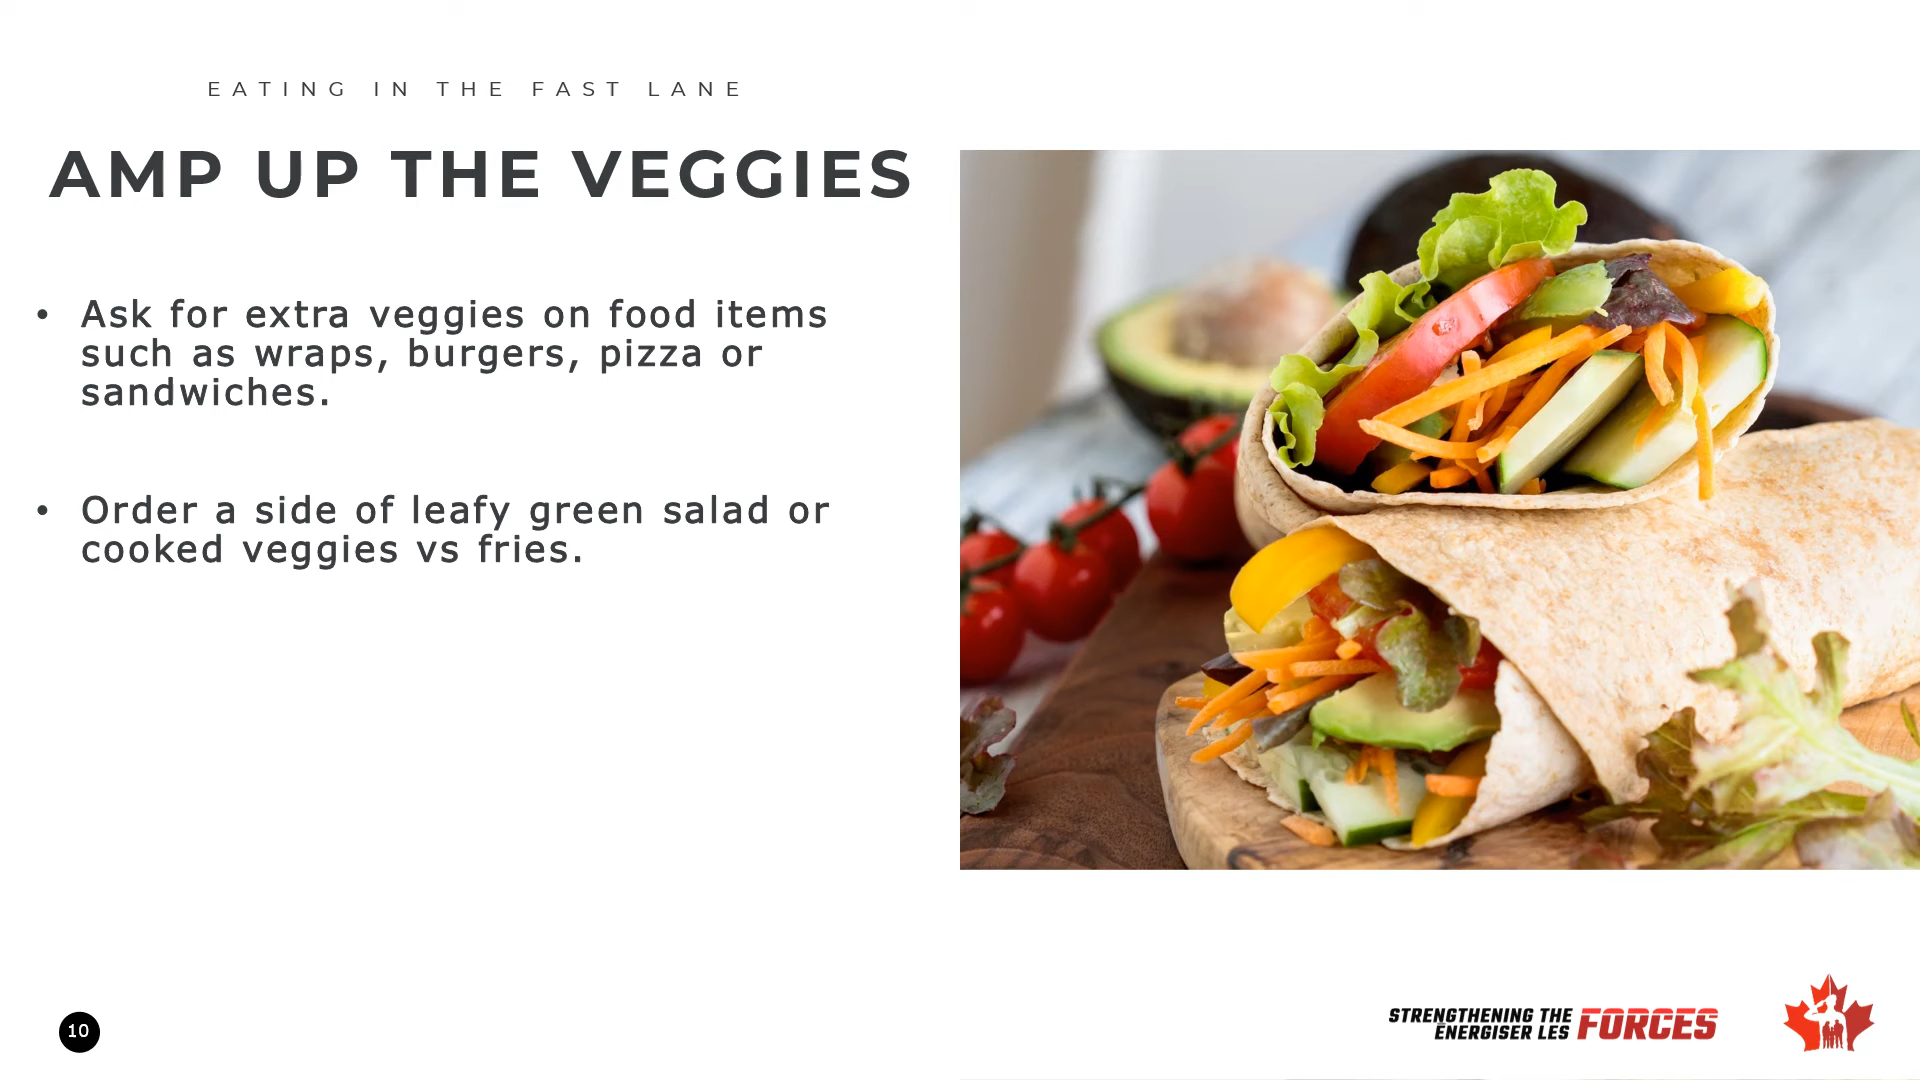 EATING IN THE FAST LANE
AMP UP THE VEGGIES
• Ask for extra veggies on food items
such as wraps, burgers, pizza or
sandwiches.
• Order a side of leafy green salad or
cooked veggies vs fries.
10
STRENGTHENING THE
ÉNERGISER LES FORCES